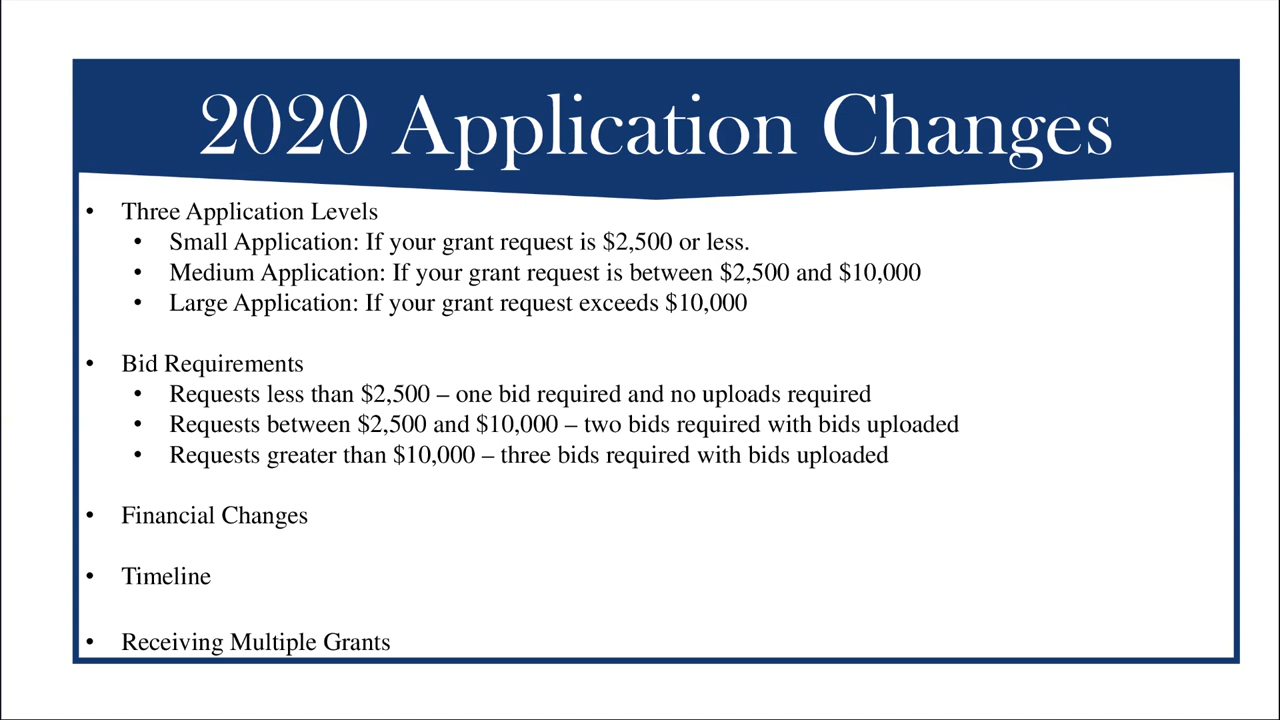 2020 Application Changes
• Three Application Levels
• Small Application: If your grant request is $2,500 or less.
• Medium Application: If your grant request is between $2,500 and $10,000
• Large Application: If your grant request exceeds $10,000
• Bid Requirements
• Requests less than $2,500 – one bid required and no uploads required
• Requests between $2,500 and $10,000 – two bids required with bids uploaded
• Requests greater than $10,000 – three bids required with bids uploaded
• Financial Changes
• Timeline
• Receiving Multiple Grants